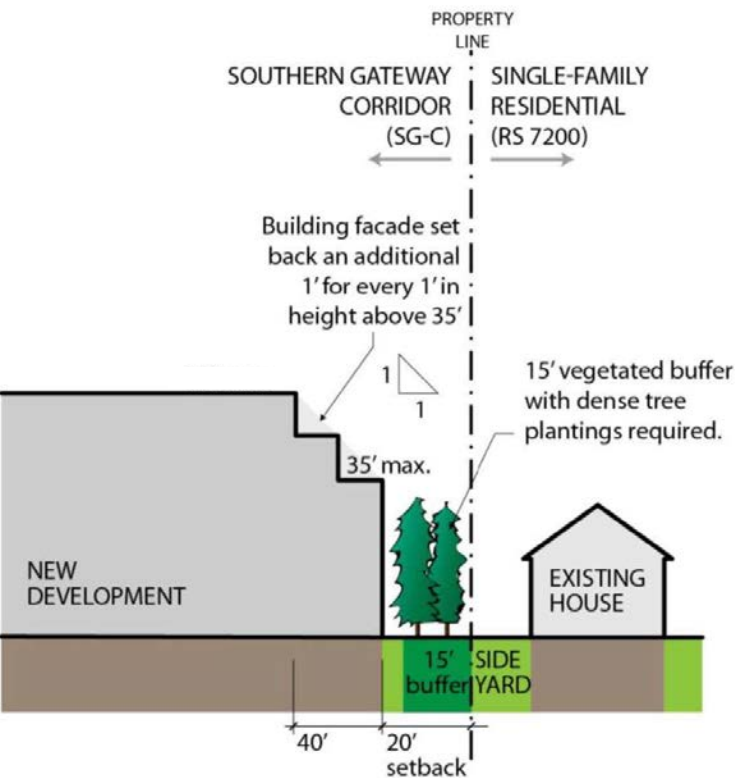 PROPERTY
LINE
SOUTHERN GATEWAY
CORRIDOR
(SG-C)
SINGLE-FAMILY
RESIDENTIAL
(RS 7200)
Building facade set
back an additional
1' for every 1' in
height above 35'
1
1
15' vegetated buffer
with dense tree
plantings required.
35' max.
NEW
DEVELOPMENT
EXISTING
HOUSE
15'
buffer
SIDE
YARD
40'
20'
setback